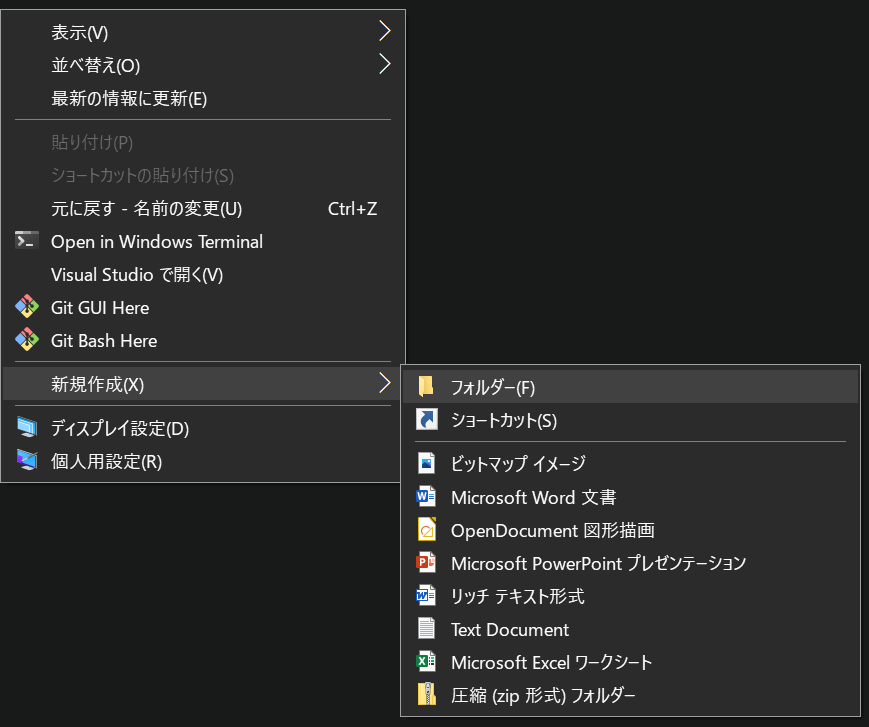 表示(V)
並べ替え(O)
最新の情報に更新(E)
貼り付け(P)
ショートカットの貼り付け(S)
元に戻す - 名前の変更(U) Ctrl+Z
Open in Windows Terminal
Visual Studio で開く(V)
Git GUI Here
Git Bash Here
新規作成(X)
ディスプレイ設定(D)
個人用設定(R)
フォルダー(F)
ショートカット(S)
ビットマップ イメージ
Microsoft Word 文書
OpenDocument 図形描画
Microsoft PowerPoint プレゼンテーション
リッチ テキスト形式
Text Document
Microsoft Excel ワークシート
圧縮 (zip 形式) フォルダー